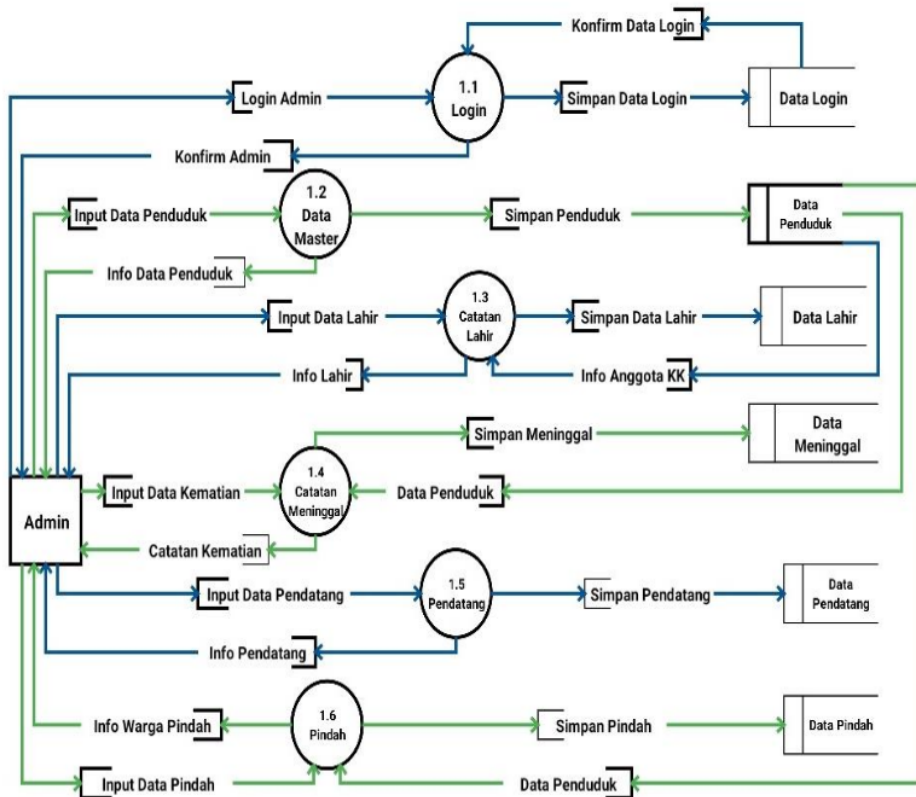 Konfirm Data Login
1.1
Login
Login Admin
Simpan Data Login
Data Login
Konfirm Admin
1.2
Data
Master
Input Data Penduduk
Simpan Penduduk
Data
Penduduk
Info Data Penduduk
1.3
Catatan
Lahir
Input Data Lahir
Simpan Data Lahir
Data Lahir
Info Lahir
Info Anggota KK
Simpan Meninggal
Data
Meninggal
1.4
Catatan
Meninggal
Input Data Kematian
Data Penduduk
Admin
Catatan Kematian
1.5
Pendatang
Input Data Pendatang
Simpan Pendatang
Data
Pendatang
Info Pendatang
1.6
Pindah
Info Warga Pindah
Simpan Pindah
Data Pindah
Input Data Pindah
Data Penduduk